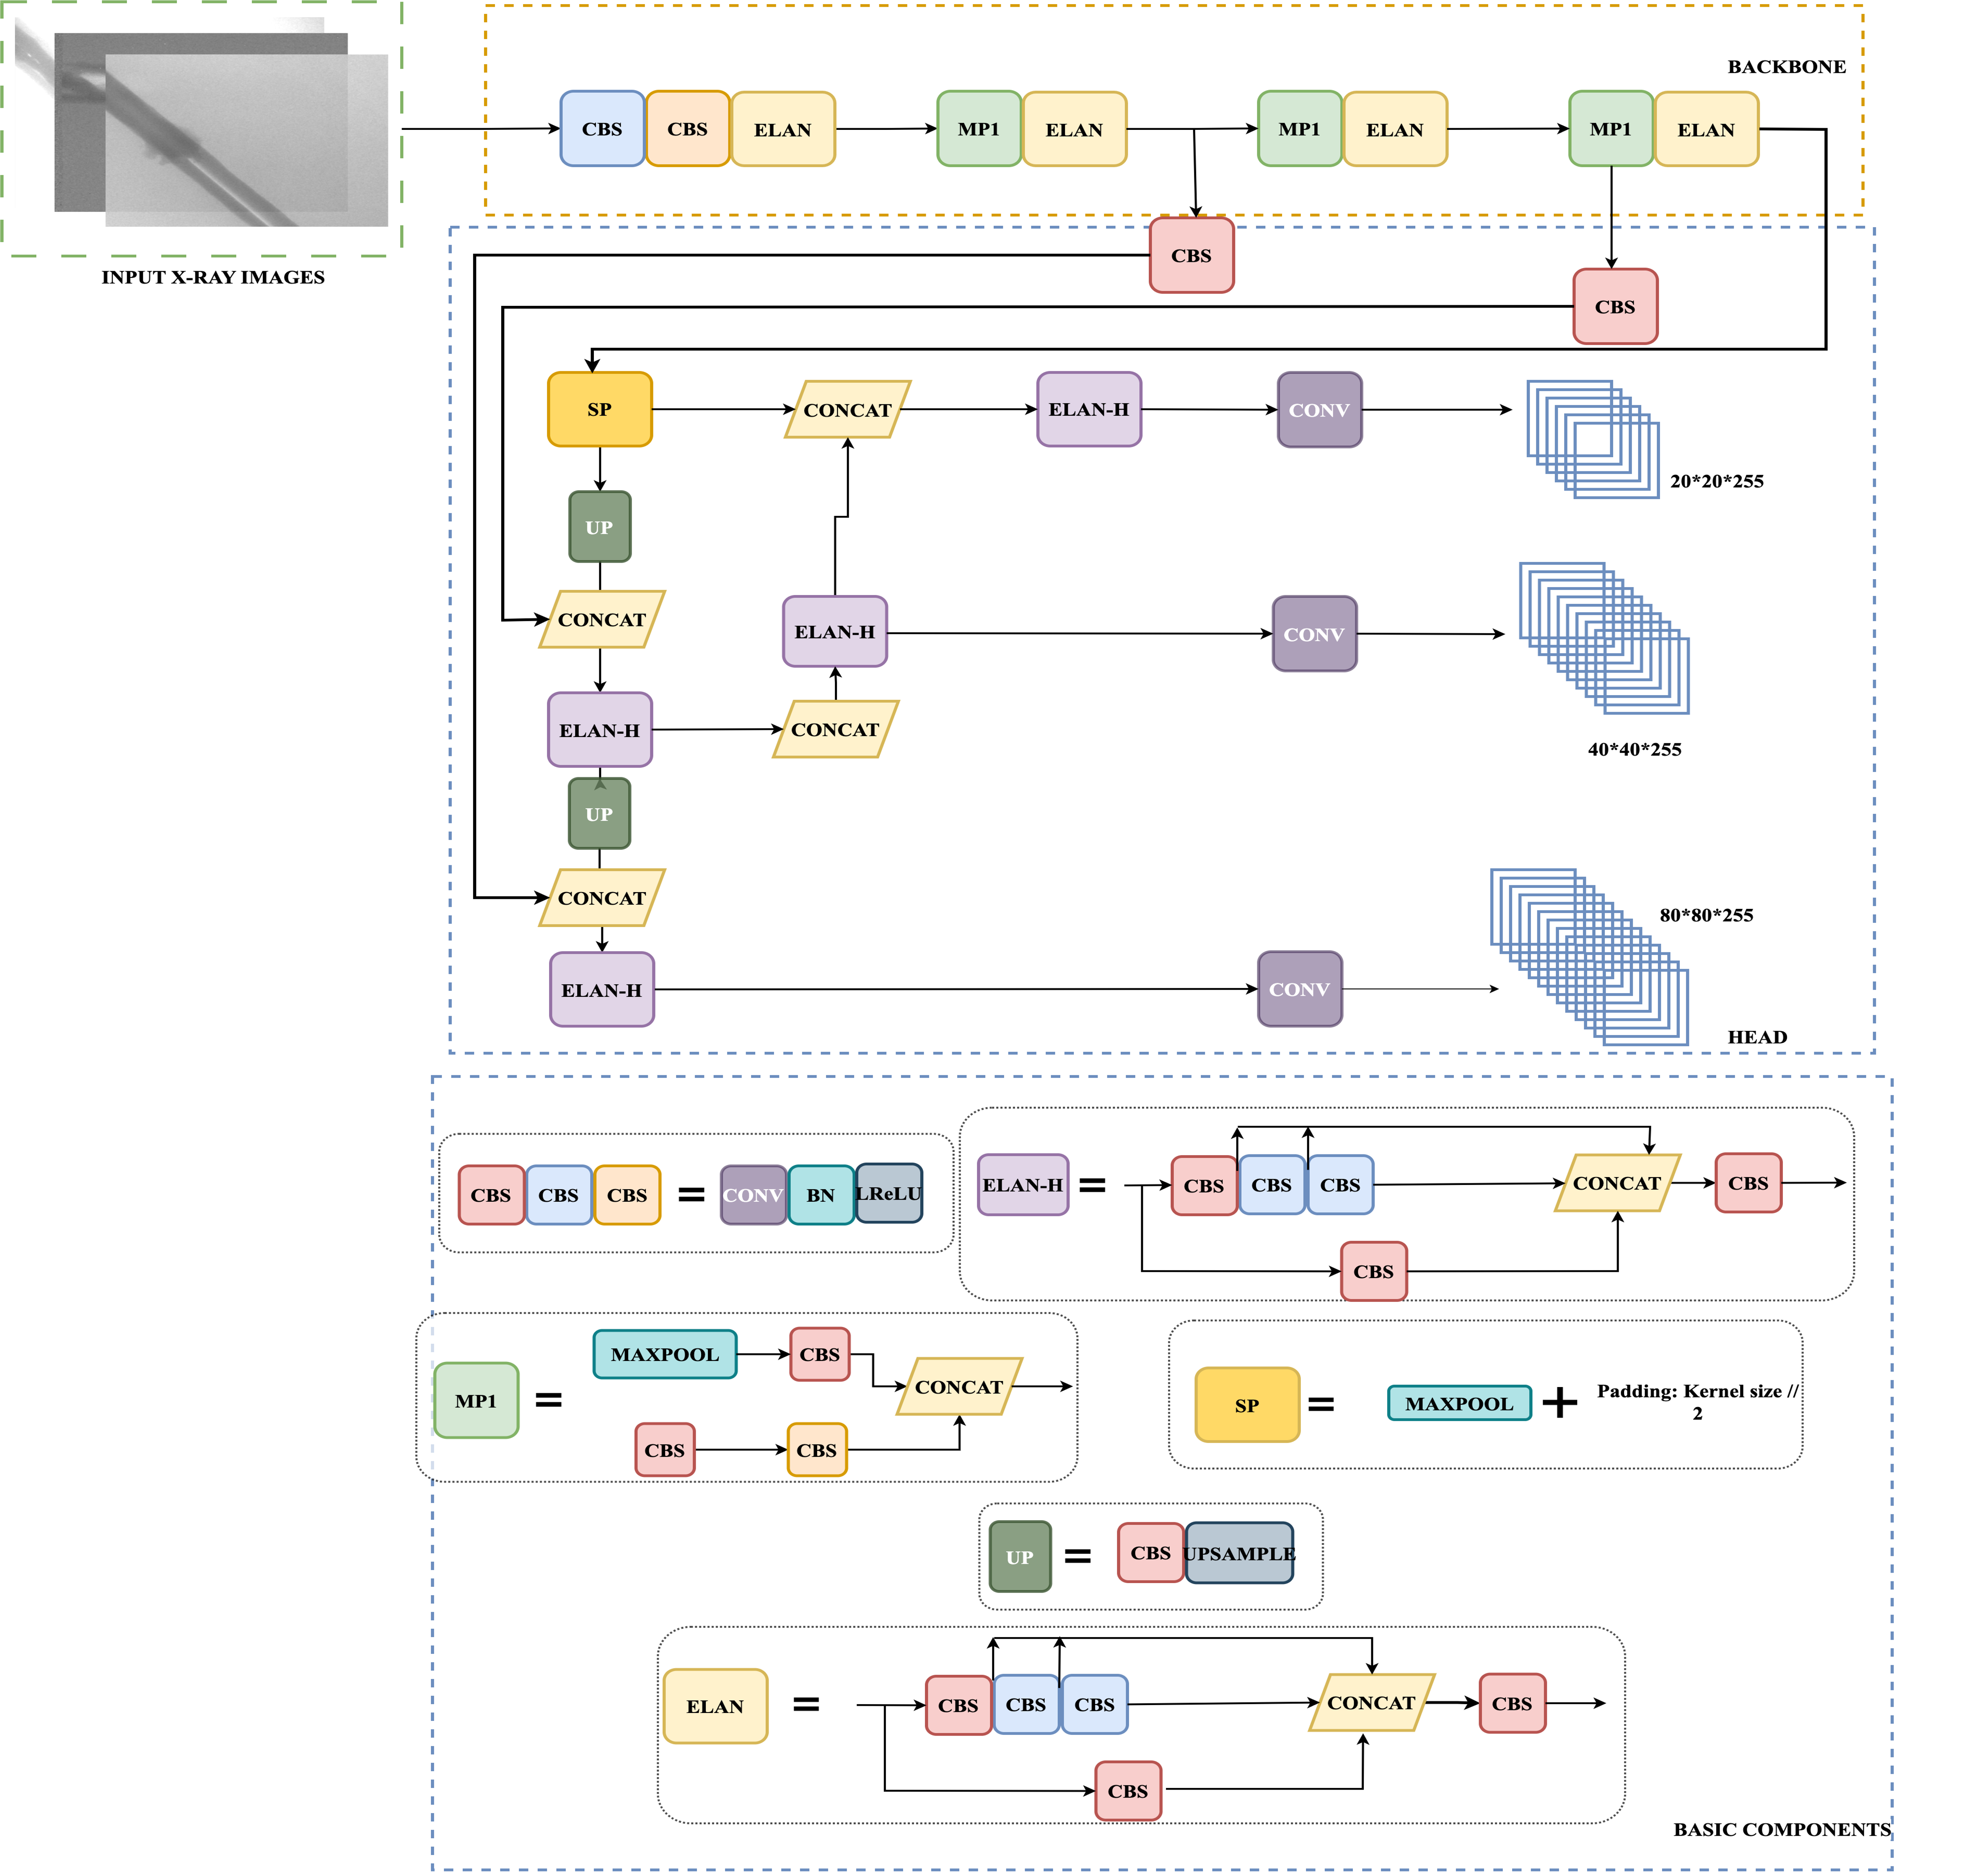 BACKBONE
CBS CBS ELAN MP1 ELAN MP1 ELAN MP1 ELAN
INPUT X-RAY IMAGES
CBS
CBS
SP CONCAT ELAN-H CONV
20*20*255
UP
CONCAT
ELAN-H CONV
40*40*255
ELAN-H CONCAT
UP
CONCAT
80*80*255
ELAN-H CONV
HEAD
CBS CBS CBS = CONV BN LReLU
ELAN-H = CBS CBS CBS CONCAT CBS
CBS
MP1 = MAXPOOL CBS CONCAT
CBS CBS
SP = MAXPOOL + Padding: Kernel size //
2
UP = CBS UPSAMPLE
ELAN = CBS CBS CBS CONCAT CBS
CBS
BASIC COMPONENTS